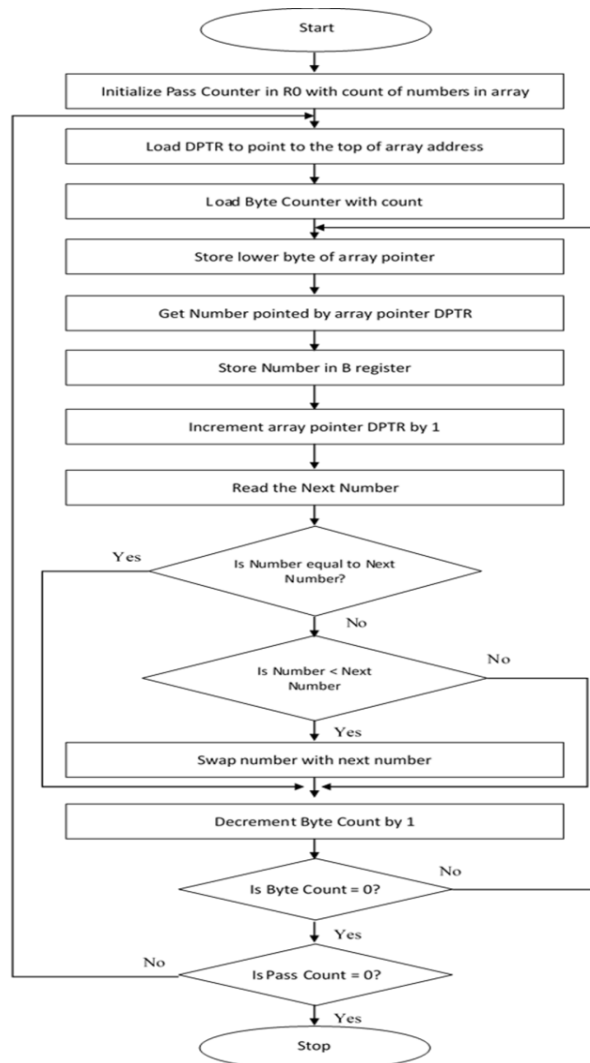 Start
Initialize Pass Counter in R0 with count of numbers in array
Load DPTR to point to the top of array address
Load Byte Counter with count
Store lower byte of array pointer
Get Number pointed by array pointer DPTR
Store Number in B register
Increment array pointer DPTR by 1
Read the Next Number
Yes
Is Number equal to Next
Number?
No
Is Number < Next
Number
No
Yes
Swap number with next number
Decrement Byte Count by 1
Is Byte Count = 0?
No
Yes
Is Pass Count = 0?
No
Yes
Stop